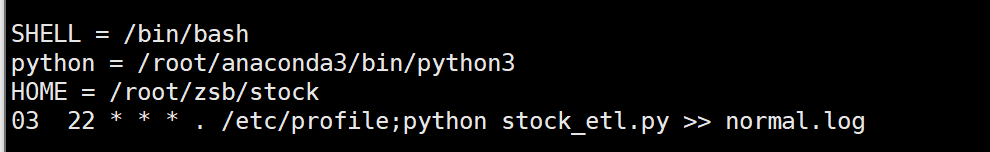 SHELL = /bin/bash
python = /root/anaconda3/bin/python3
HOME = /root/zsb/stock
03  22 * * * . /etc/profile;python stock_etl.py >> normal.log